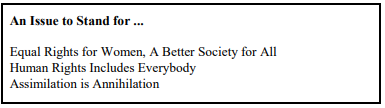 An Issue to Stand for ...
Equal Rights for Women, A Better Society for All
Human Rights Includes Everybody
Assimilation is Annihilation